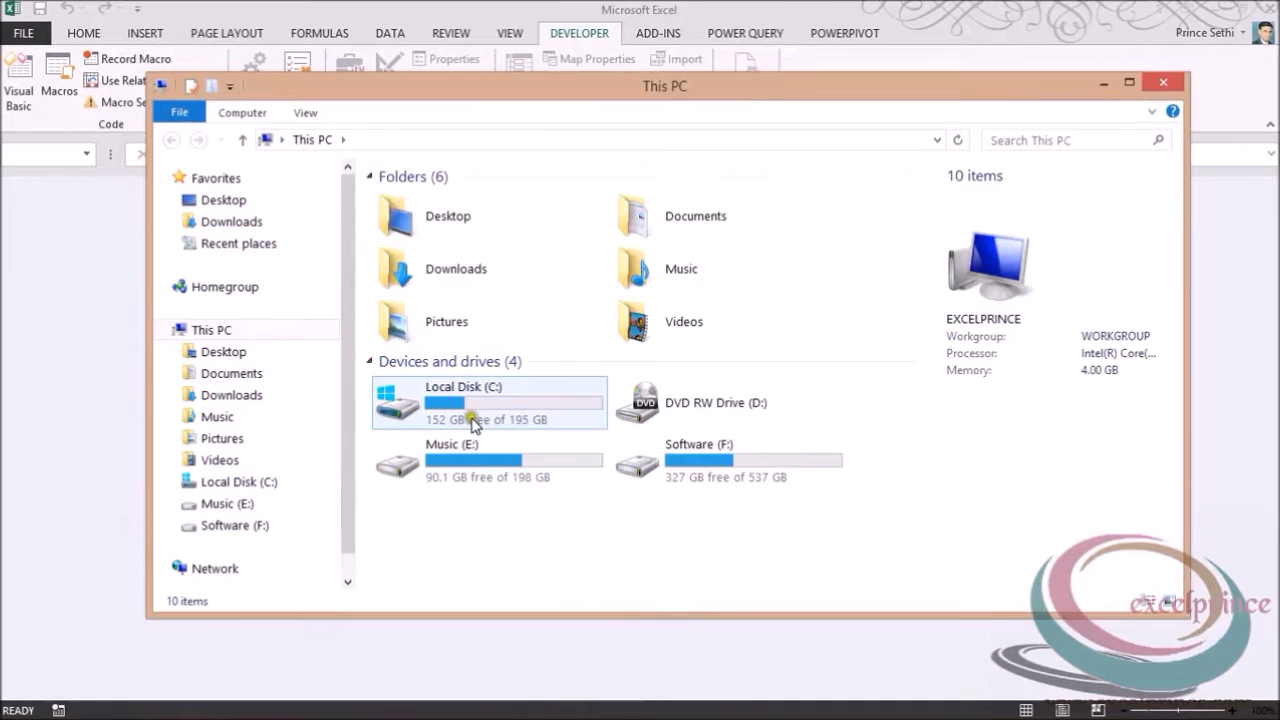 Microsoft Excel
FILE HOME INSERT PAGE LAYOUT FORMULAS DATA REVIEW VIEW DEVELOPER ADD-INS POWER QUERY POWERPIVOT Prince Sethi
Record Macro
Properties
Map Properties
Import
Visual Basic
Macros
Use Rela
Macro Se
Code
This PC
File Computer View
This PC
Search This PC
Favorites
Desktop
Downloads
Recent places
Homegroup
This PC
Desktop
Documents
Downloads
Music
Pictures
Videos
Local Disk (C:)
Music (E:)
Software (F:)
Network
Folders (6)
Desktop
Documents
Downloads
Music
Pictures
Videos
Devices and drives (4)
Local Disk (C:)
152 GB free of 195 GB
DVD RW Drive (D:)
Music (E:)
90.1 GB free of 198 GB
Software (F:)
327 GB free of 537 GB
10 items
EXCELPRINCE
Workgroup: WORKGROUP
Processor: Intel(R) Core(...
Memory: 4.00 GB
10 items
excelprince
READY
100%